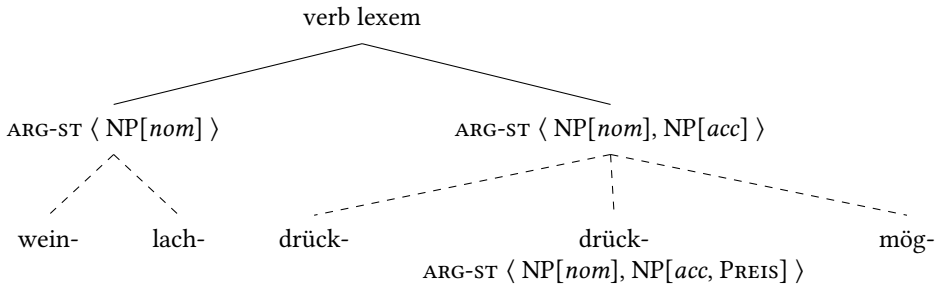 verb lexem
ARG-ST ⟨ NP[nom] ⟩ ARG-ST ⟨ NP[nom], NP[acc] ⟩
wein- lach- drück- drück- mög-
ARG-ST ⟨ NP[nom], NP[acc, PREIS] ⟩